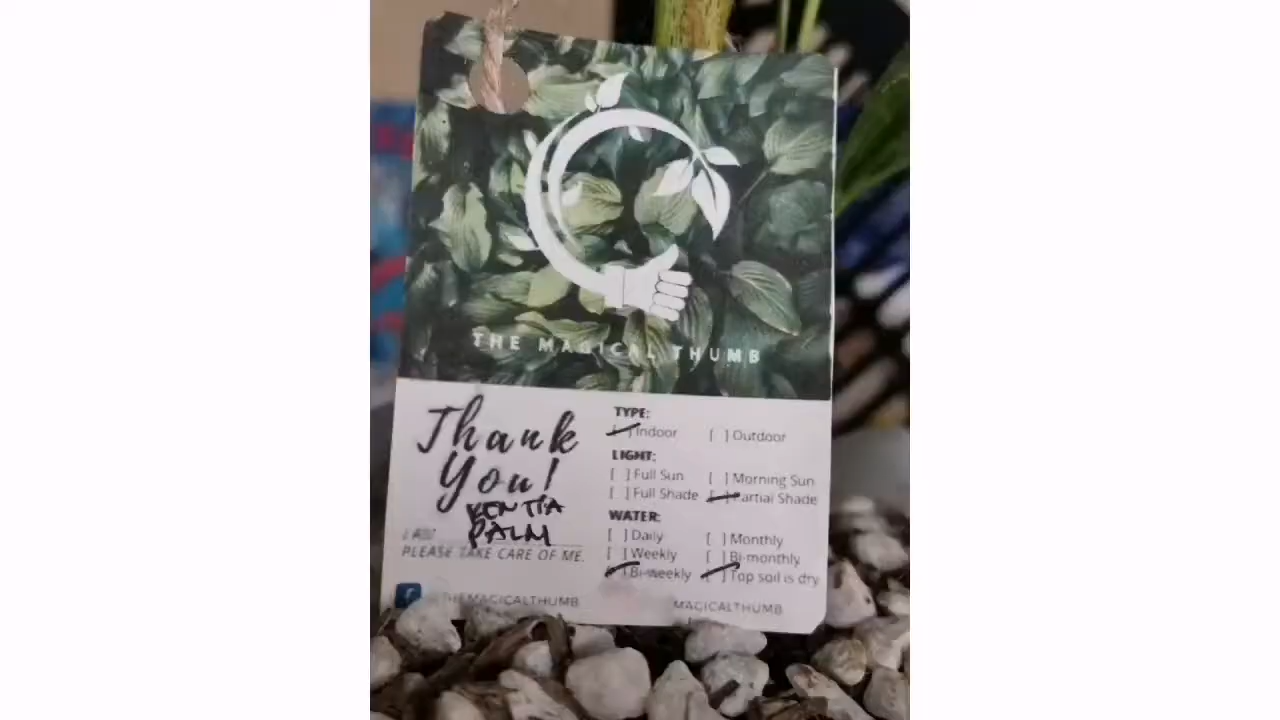 THE MAGICAL THUMB
Thank
You!
KENTIA
PALM
I AM
PLEASE TAKE CARE OF ME.
TYPE:
[ ] Indoor [ ] Outdoor
LIGHT:
[ ] Full Sun [ ] Morning Sun
[ ] Full Shade [ ] Partial Shade
WATER:
[ ] Daily [ ] Monthly
[ ] Weekly [ ] Bi-monthly
[ ] Bi-weekly [ ] Top soil is dry
f THEMAGICALTHUMB MAGICALTHUMB